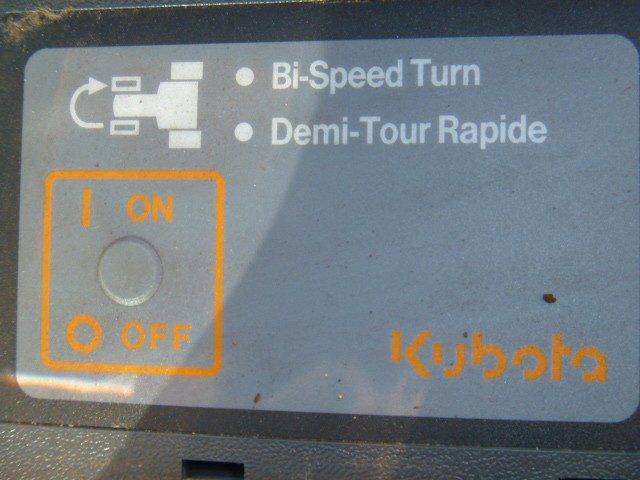 Bi-Speed Turn
Demi-Tour Rapide
I ON
O OFF
Kubota